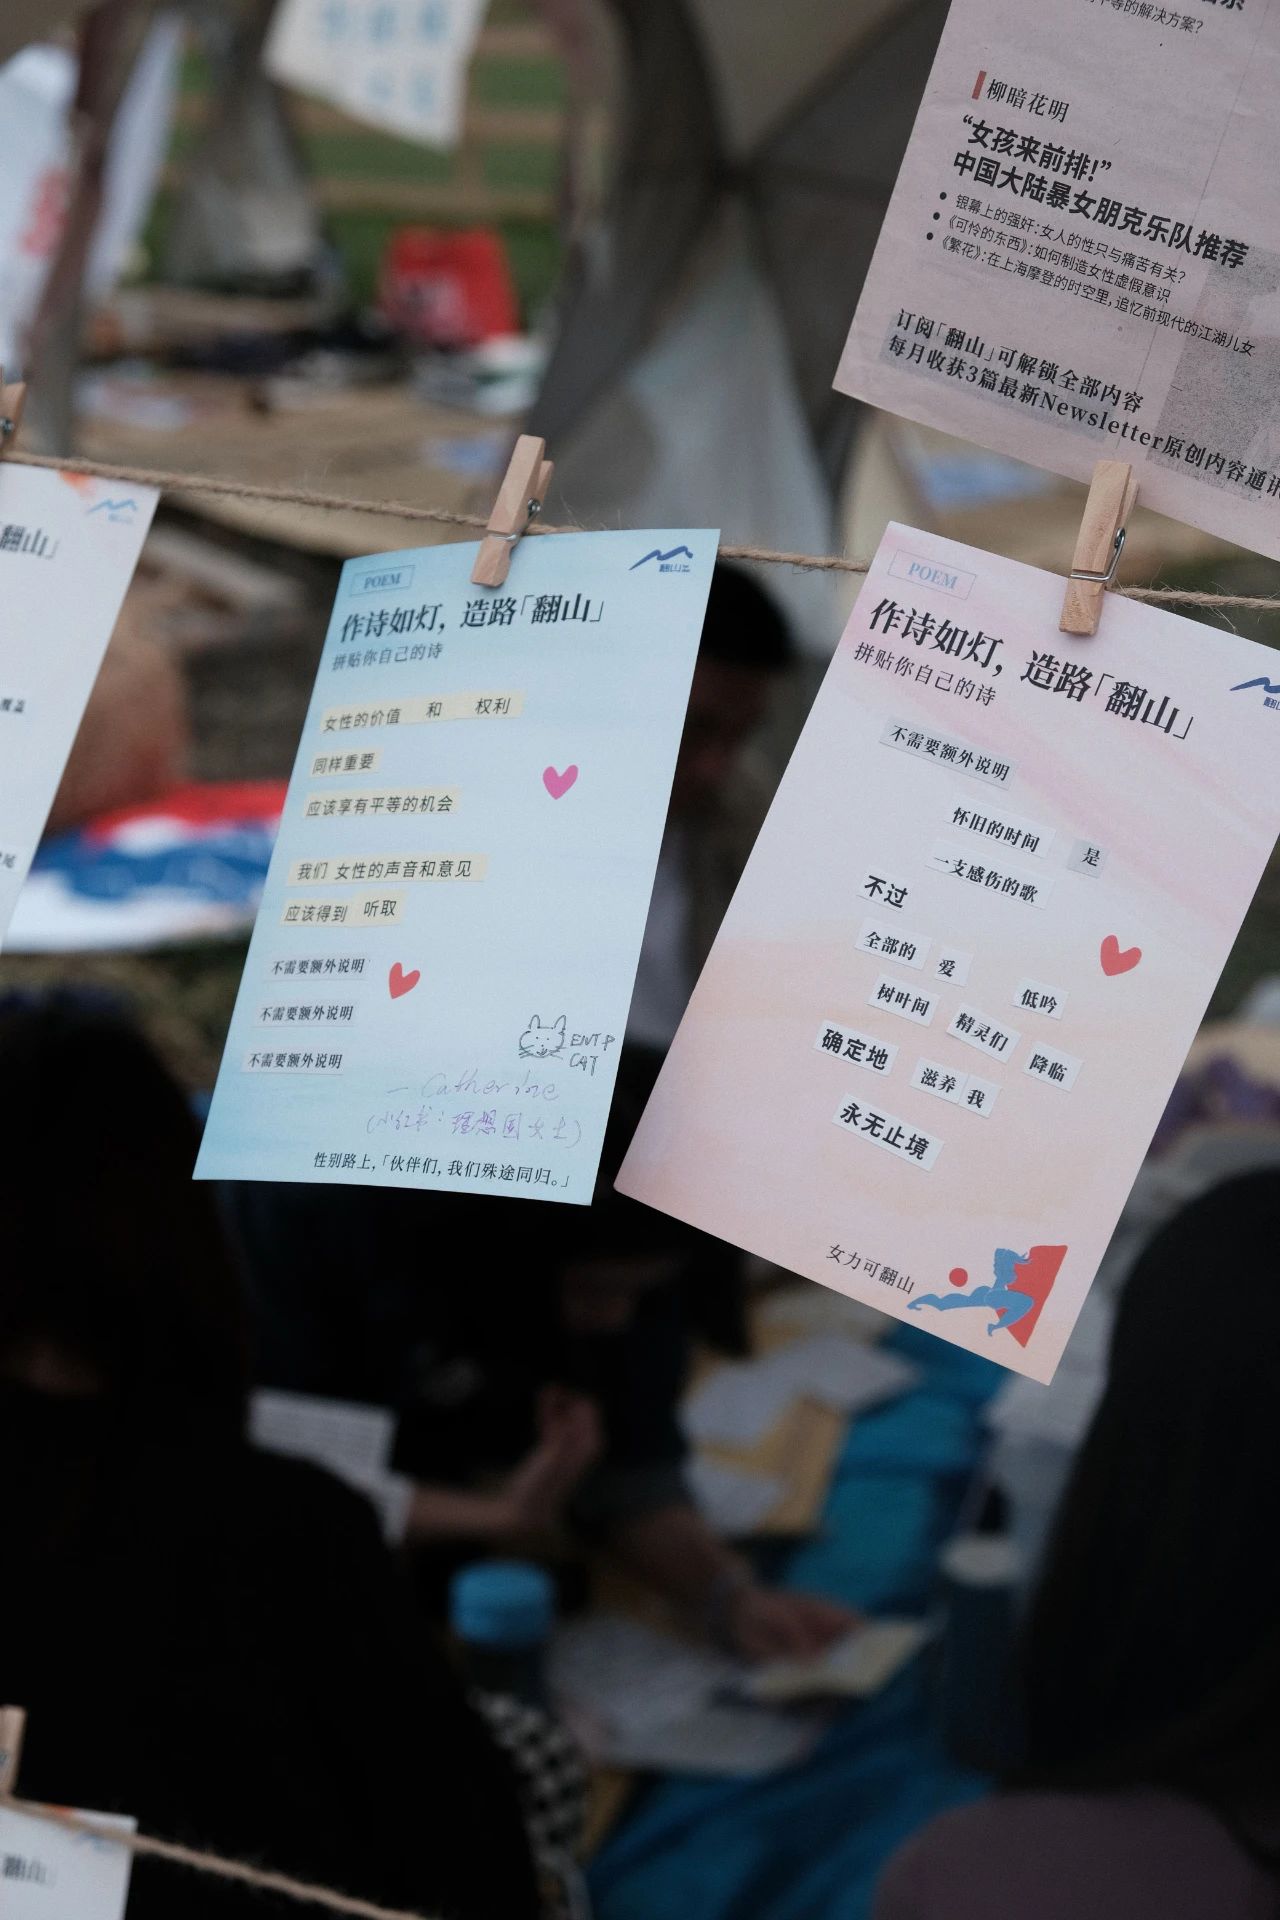 等的解决方案?
柳暗花明
“女孩来前排!”
中国大陆暴女朋克乐队推荐
• 银幕上的强奸:女人的性只与痛苦有关?
• 《可怜的东西》:如何制造女性虚假意识
• 《繁花》:在上海摩登的时空里,追忆前现代的江湖儿女
订阅「翻山」可解锁全部内容
每月收获3篇最新Newsletter原创内容通讯
翻山」
POEM
翻山
作诗如灯,造路「翻山」
拼贴你自己的诗
女性的价值 和 权利
同样重要
应该享有平等的机会
我们 女性的声音和意见
应该得到 听取
不需要额外说明
不需要额外说明
不需要额外说明
ENTP
CAT
— Catherine
(小红书:理想国女士)
性别路上,「伙伴们,我们殊途同归。」
POEM
作诗如灯,造路「翻山」
拼贴你自己的诗
不需要额外说明
怀旧的时间 是
一支感伤的歌
不过
全部的 爱 低吟
树叶间 精灵们 降临
确定地 滋养 我
永无止境
女力可翻山
翻山」